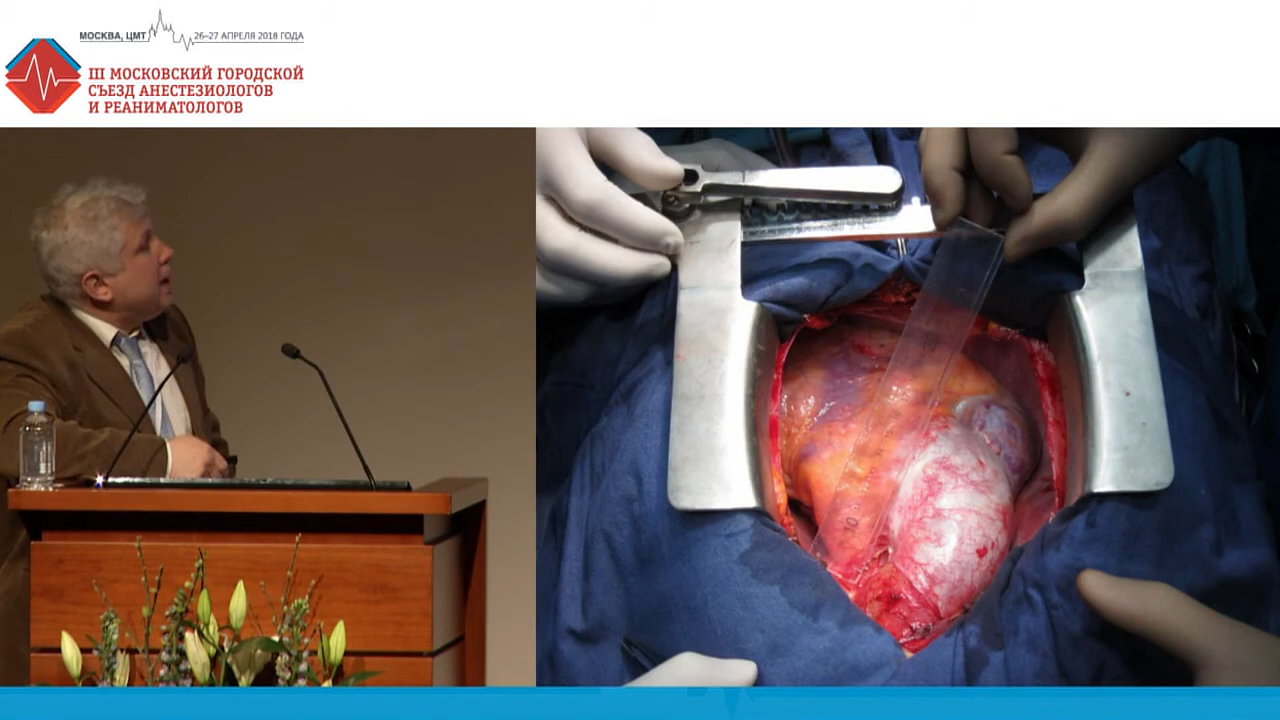 МОСКВА, ЦМТ 26–27 АПРЕЛЯ 2018 ГОДА
III МОСКОВСКИЙ ГОРОДСКОЙ
СЪЕЗД АНЕСТЕЗИОЛОГОВ
И РЕАНИМАТОЛОГОВ